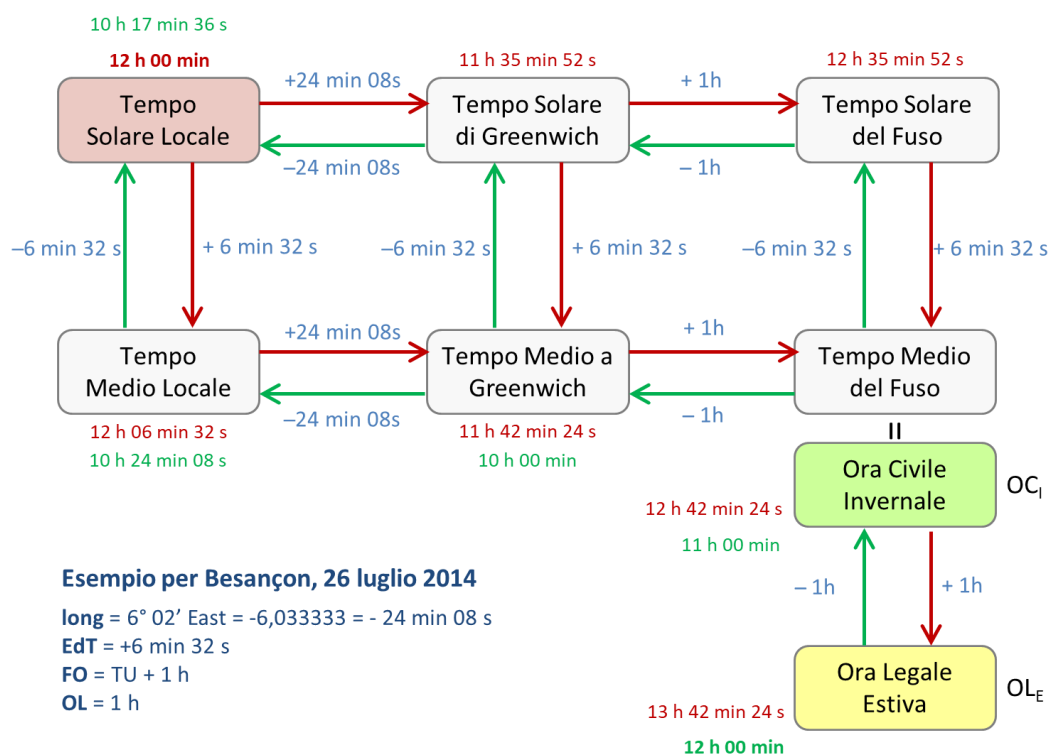 10 h 17 min 36 s
12 h 00 min
11 h 35 min 52 s
12 h 35 min 52 s
Tempo
Solare Locale
+24 min 08s
–24 min 08s
Tempo Solare
di Greenwich
+ 1h
– 1h
Tempo Solare
del Fuso
–6 min 32 s
+ 6 min 32 s
–6 min 32 s
+ 6 min 32 s
–6 min 32 s
+ 6 min 32 s
Tempo
Medio Locale
+24 min 08s
–24 min 08s
Tempo Medio a
Greenwich
+ 1h
– 1h
Tempo Medio
del Fuso
12 h 06 min 32 s
10 h 24 min 08 s
11 h 42 min 24 s
10 h 00 min
=
Ora Civile
Invernale
OCI
12 h 42 min 24 s
11 h 00 min
– 1h
+ 1h
Ora Legale
Estiva
OLE
13 h 42 min 24 s
12 h 00 min
Esempio per Besançon, 26 luglio 2014
long = 6° 02’ East = -6,033333 = - 24 min 08 s
EdT = +6 min 32 s
FO = TU + 1 h
OL = 1 h